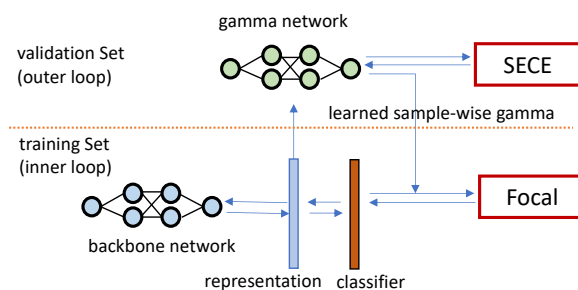 gamma network
validation Set
(outer loop)
SECE
learned sample-wise gamma
training Set
(inner loop)
Focal
backbone network
representation
classifier